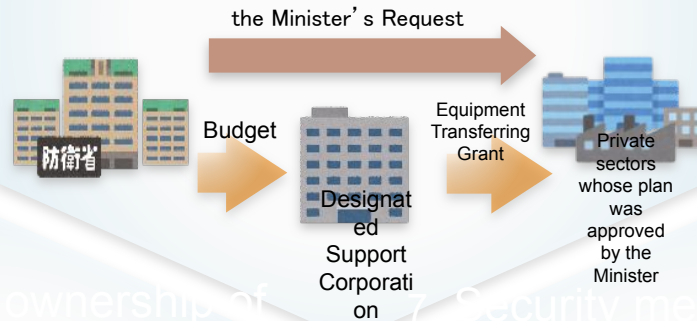 the Minister's Request
防衛省
Budget
Equipment
Transferring
Grant
Designat
ed
Support
Corporati
on
Private
sectors
whose plan
was
approved
by the
Minister
ownership of
7. Security me